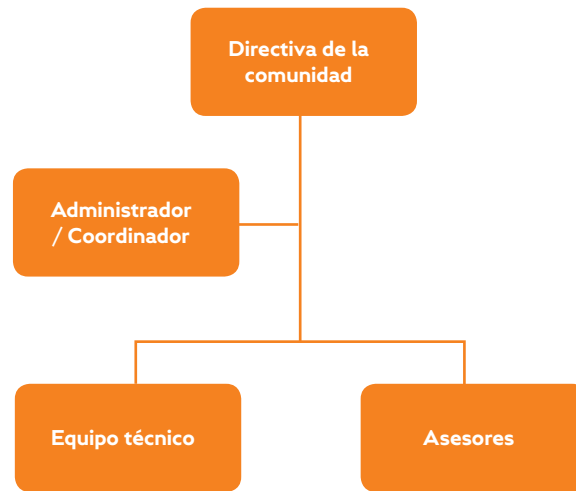 Directiva de la
comunidad
Administrador
/ Coordinador
Equipo técnico
Asesores